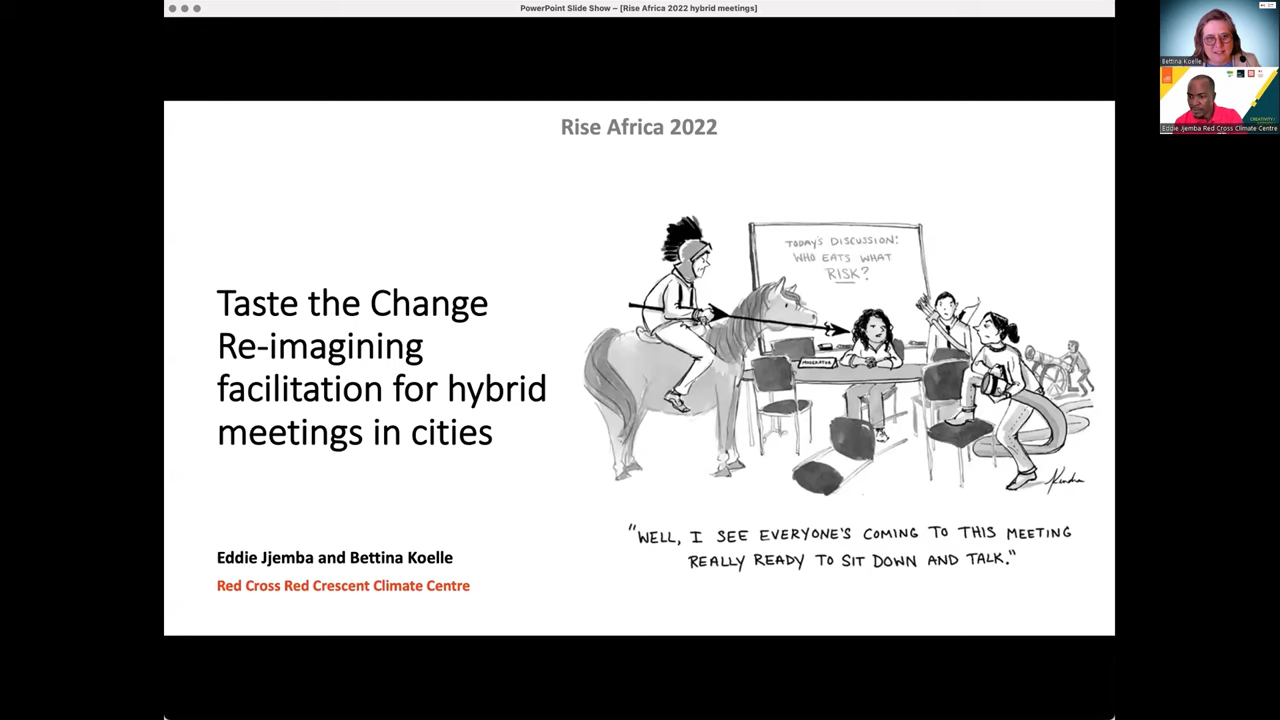 PowerPoint Slide Show – [Rise Africa 2022 hybrid meetings]
Rise Africa 2022
Taste the Change
Re-imagining
facilitation for hybrid
meetings in cities
Eddie Jjemba and Bettina Koelle
Red Cross Red Crescent Climate Centre
TODAY'S DISCUSSION:
WHO EATS WHAT
RISK?
MODERATOR
Kendra
"WELL, I SEE EVERYONE'S COMING TO THIS MEETING
REALLY READY TO SIT DOWN AND TALK."
Bettina Koelle
CREATIVITY/
Eddie Jjemba Red Cross Climate Centre